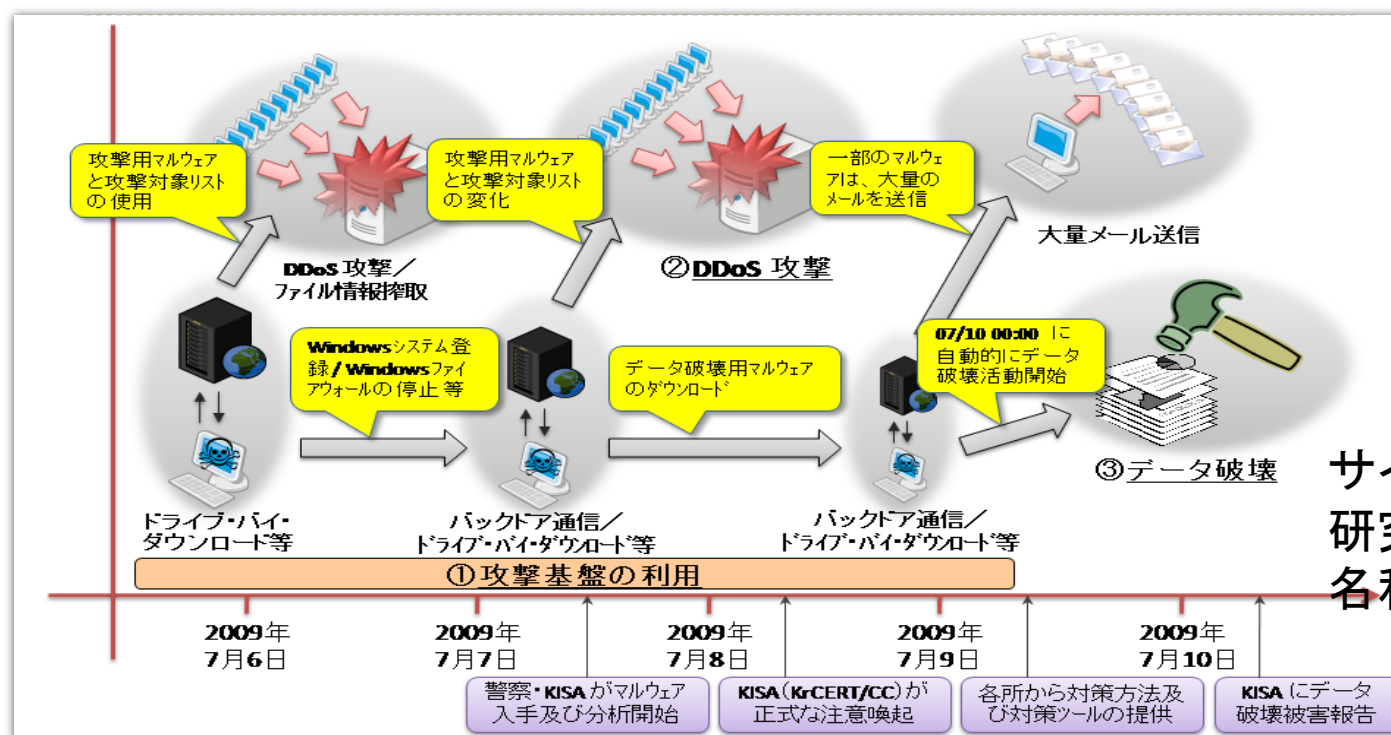 攻撃用マルウェア
と攻撃対象リスト
の使用
攻撃用マルウェア
と攻撃対象リスト
の変化
一部のマルウェ
アは、大量の
メールを送信
DDoS 攻撃／
ファイル情報搾取
②DDoS 攻撃
大量メール送信
Windowsシステム登
録/Windowsファイ
アウォールの停止等
データ破壊用マルウェア
のダウンロード
07/10 00:00 に
自動的にデータ
破壊活動開始
③データ破壊
ドライブ・バイ・
ダウンロード等
バックドア通信／
ドライブ・バイ・ダウンロード等
バックドア通信／
ドライブ・バイ・ダウンロード等
①攻撃基盤の利用
サイ
研究
名称
2009年
7月6日
2009年
7月7日
2009年
7月8日
2009年
7月9日
2009年
7月10日
警察・KISAがマルウェア
入手及び分析開始
KISA(KrCERT/CC)が
正式な注意喚起
各所から対策方法及
び対策ツールの提供
KISAにデータ
破壊被害報告